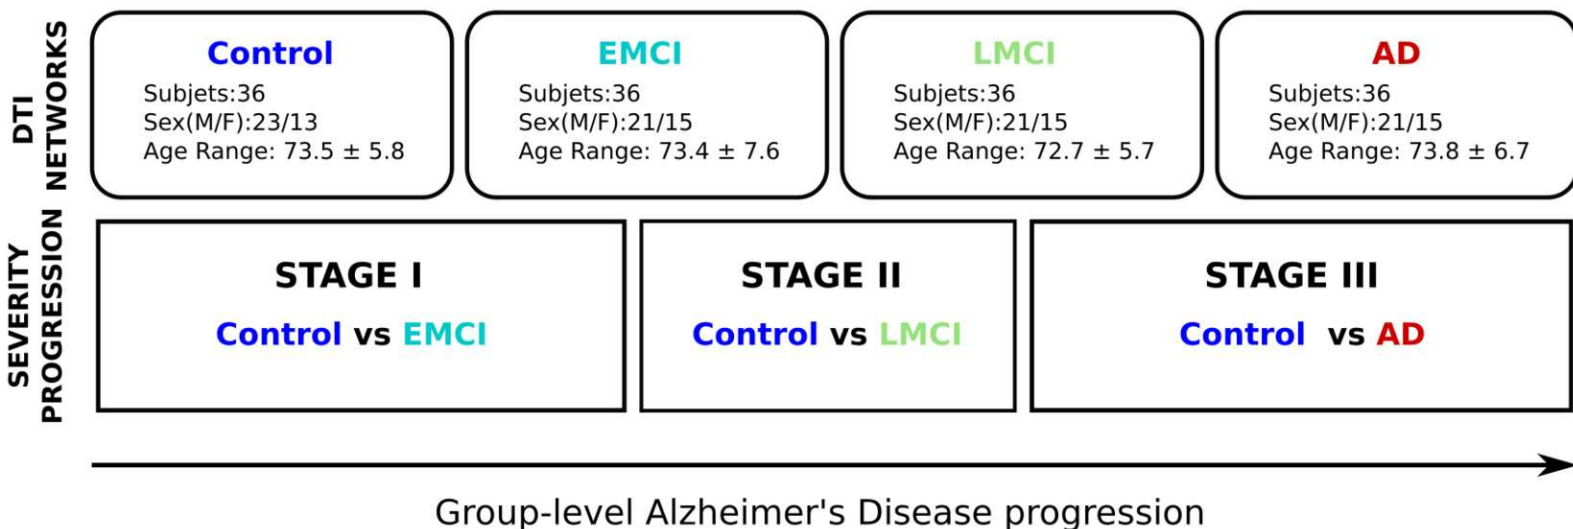 DTI
NETWORKS
Control
Subjets:36
Sex(M/F):23/13
Age Range: 73.5 ± 5.8
EMCI
Subjets:36
Sex(M/F):21/15
Age Range: 73.4 ± 7.6
LMCI
Subjets:36
Sex(M/F):21/15
Age Range: 72.7 ± 5.7
AD
Subjets:36
Sex(M/F):21/15
Age Range: 73.8 ± 6.7
SEVERITY
PROGRESSION
STAGE I
Control vs EMCI
STAGE II
Control vs LMCI
STAGE III
Control vs AD
Group-level Alzheimer's Disease progression